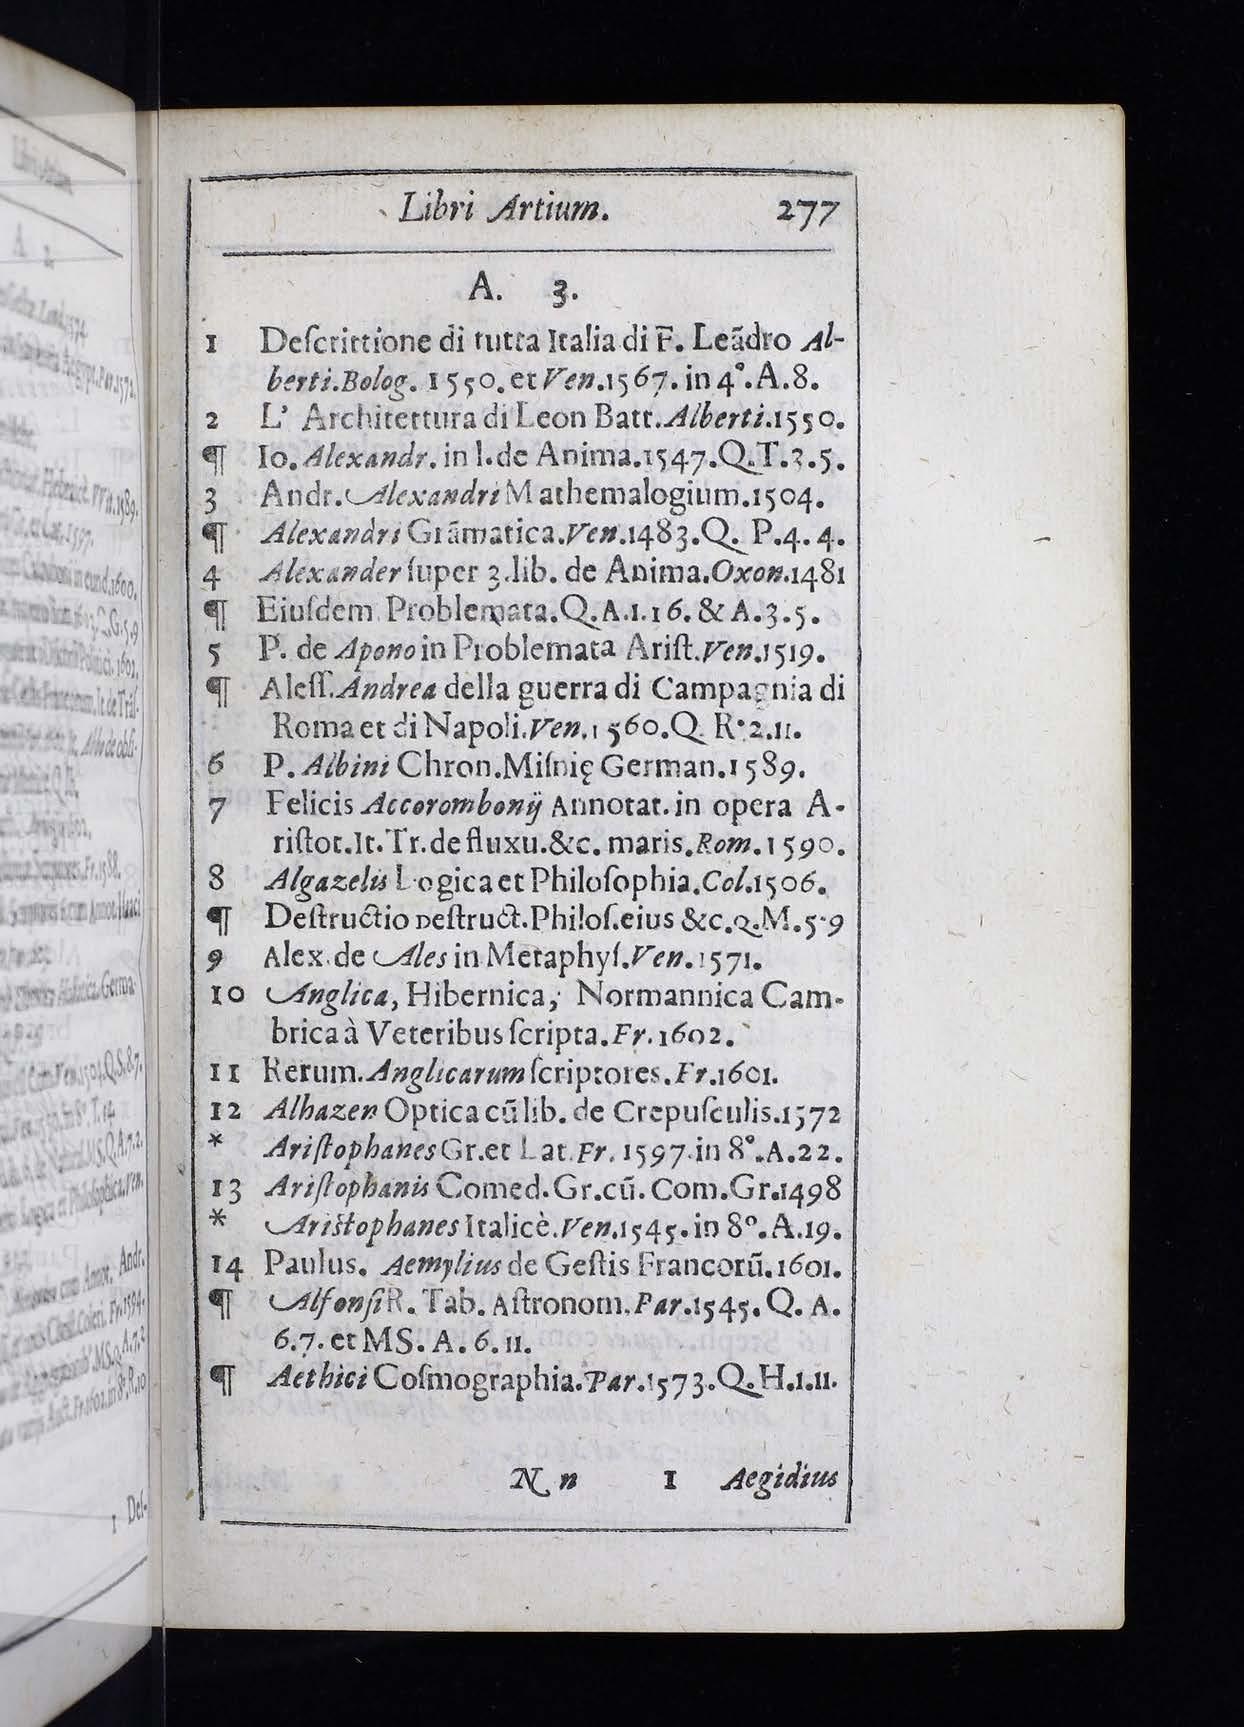 Libri Artium. 277
A. 3.
1 Deſcrittione di tutta Italia di F. Leãdro Al-
berti.Bolog. 1550. et Ven.1567. in 4°.A.8.
2 L' Architettura di Leon Batt.Alberti.1550.
¶ Io. Alexandr. in l.de Anima.1547.Q.T.3.5.
3 Andr. Alexandri Mathemalogium.1504.
¶ Alexandri Grãmatica.Ven.1483.Q. P.4.4.
4 Alexander ſuper 3.lib. de Anima.Oxon.1481
¶ Eiuſdem Problemata.Q.A.1.16. & A.3.5.
5 P. de Apono in Problemata Ariſt.Ven.1519.
¶ Aleſſ.Andrea della guerra di Campagnia di
Roma et di Napoli.Ven.1560.Q. R.2.11.
6 P. Albini Chron.Miſnię German.1589.
7 Felicis Accorombonij Annotat.in opera A-
riſtot.It.Tr.de fluxu.&c. maris.Rom.1590.
8 Algazelis Logica et Philoſophia.Col.1506.
¶ Deſtructio Deſtruct.Philoſ.eius &c.Q.M.5.9
9 Alex.de Ales in Metaphyſ.Ven.1571.
10 Anglica, Hibernica, Normannica Cam-
brica à Veteribus ſcripta.Fr.1602.
11 Rerum.Anglicarum ſcriptores.Fr.1601.
12 Alhazen Optica cũ lib. de Crepuſculis.1572
* Ariſtophanes Gr.et Lat.Fr. 1597.in 8°.A.22.
13 Ariſtophanis Comed.Gr.cũ. Com.Gr.1498
* Ariſtophanes Italicè.Ven.1545.in 8°.A.19.
14 Paulus. Aemylius de Geſtis Francorũ.1601.
¶ Alfonſi R. Tab. Aſtronom.Par.1545. Q. A.
6.7. et MS. A. 6.11.
¶ Aethici Coſmographia.Par.1573.Q.H.1.11.
N n 1 Aegidius